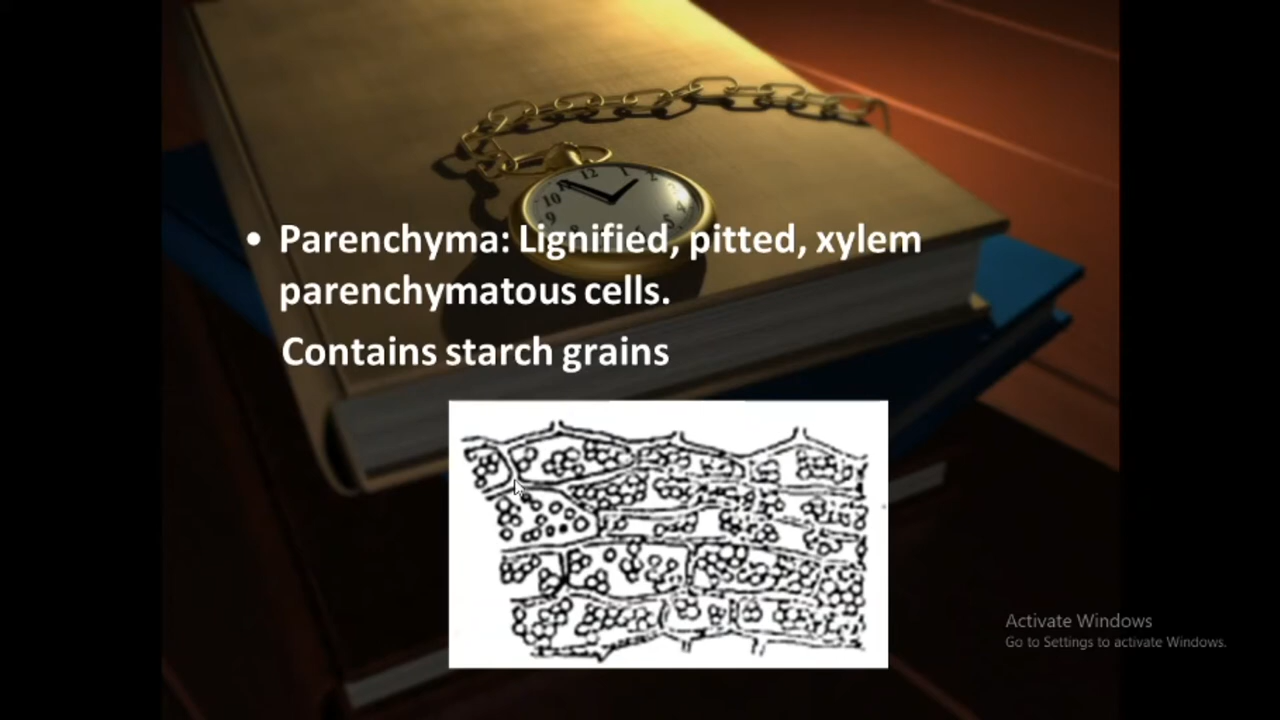 • Parenchyma: Lignified, pitted, xylem
parenchymatous cells.
Contains starch grains
Activate Windows
Go to Settings to activate Windows.